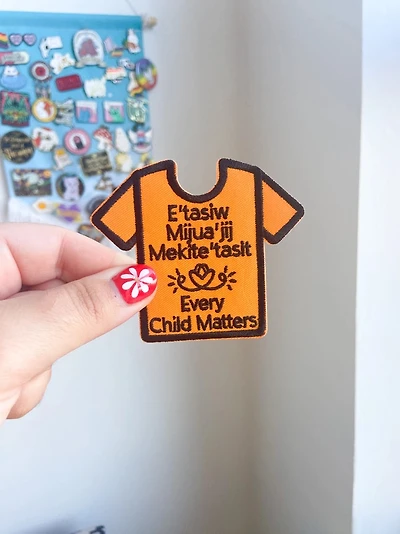 E'tasiw
Mijua'jij
Mekite'tasit
Every
Child Matters